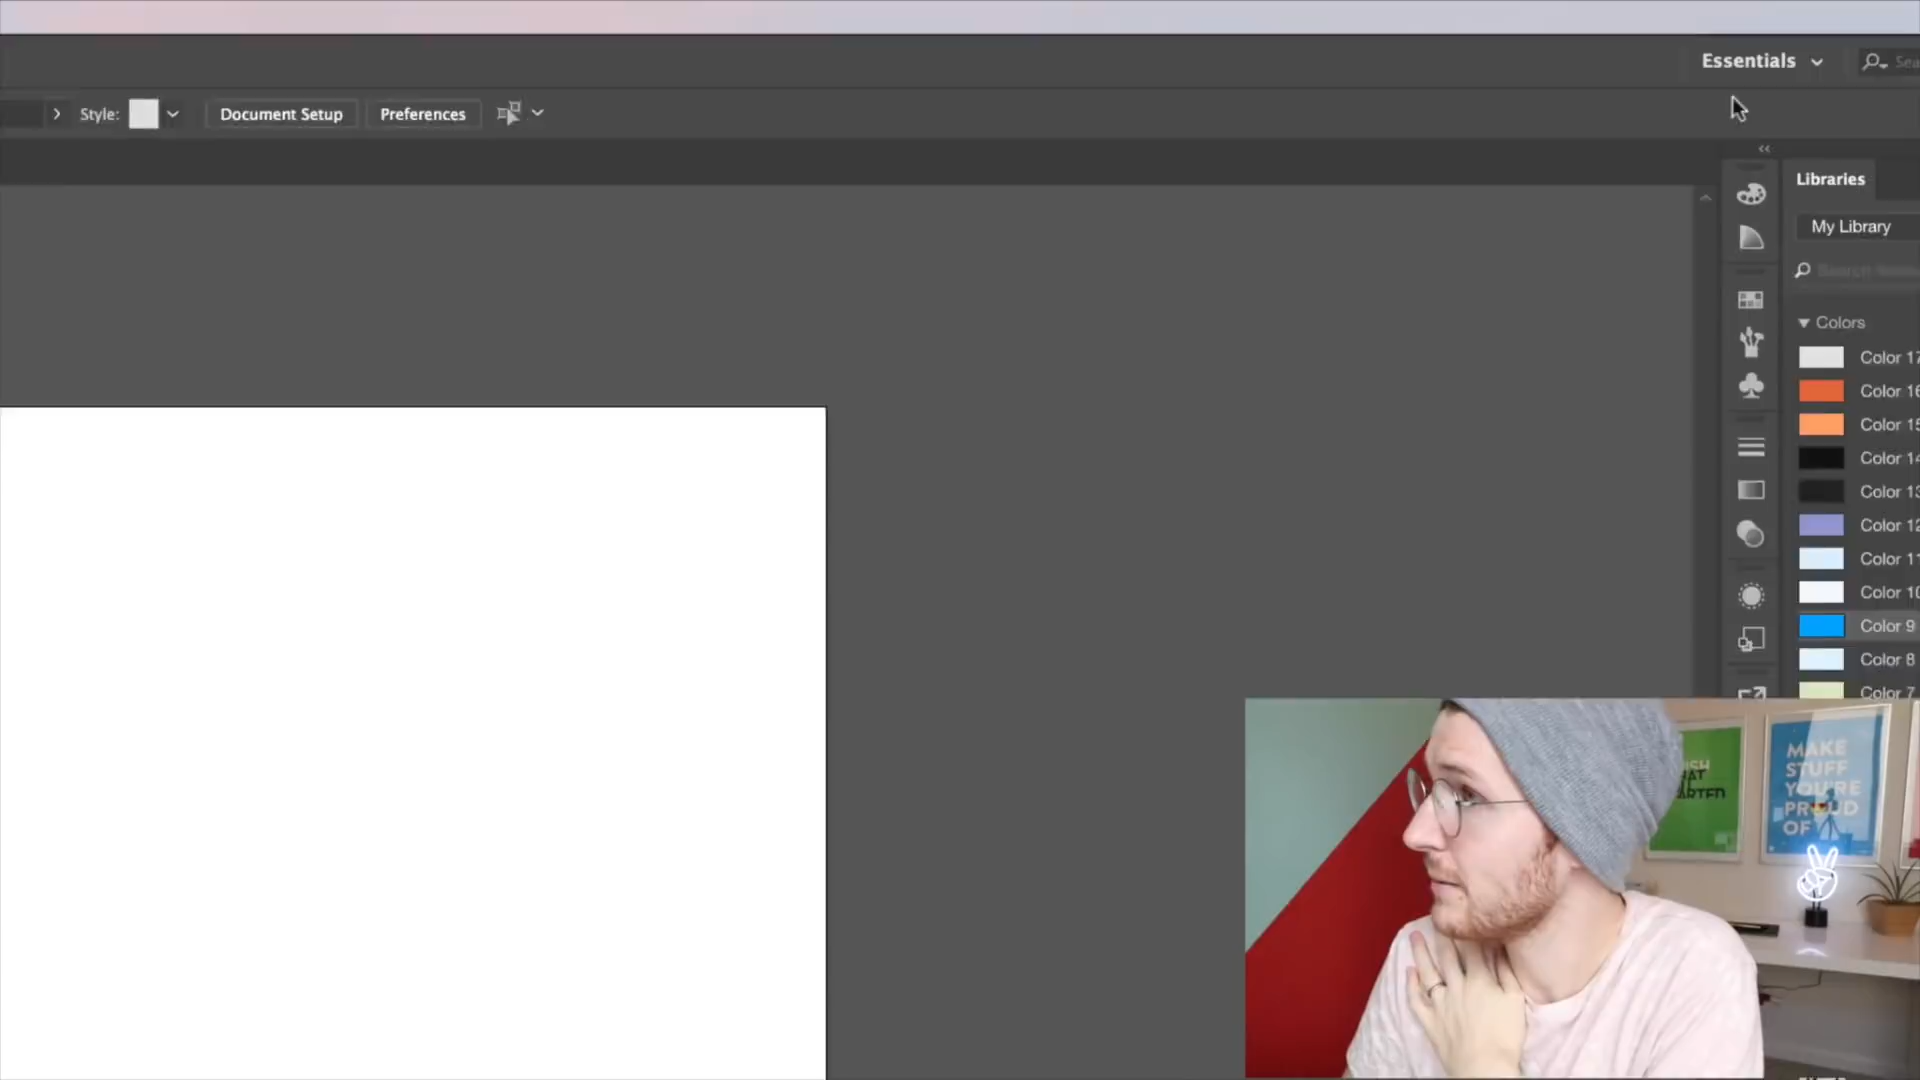 Essentials
Style:
Document Setup
Preferences
Libraries
My Library
Search
Colors
Color 17
Color 16
Color 15
Color 14
Color 13
Color 12
Color 11
Color 10
Color 9
Color 8
Color 7
MAKE
STUFF
YOU'RE
PROUD
OF